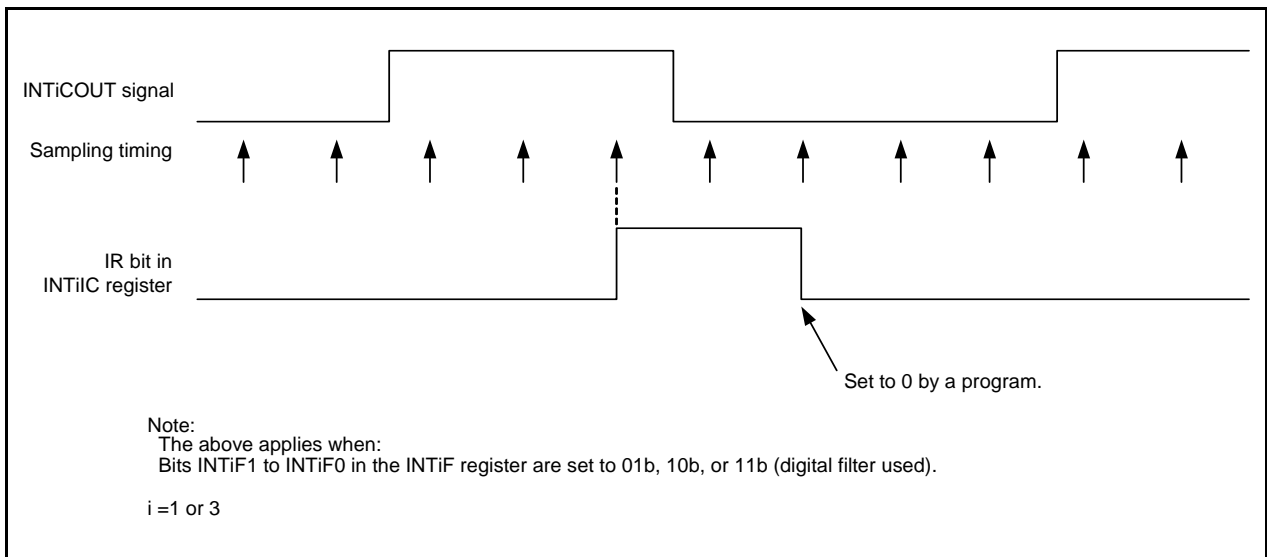 INTiCOUT signal
Sampling timing
IR bit in
INTiIC register
Set to 0 by a program.
Note:
The above applies when:
Bits INTiF1 to INTiF0 in the INTiF register are set to 01b, 10b, or 11b (digital filter used).
i =1 or 3